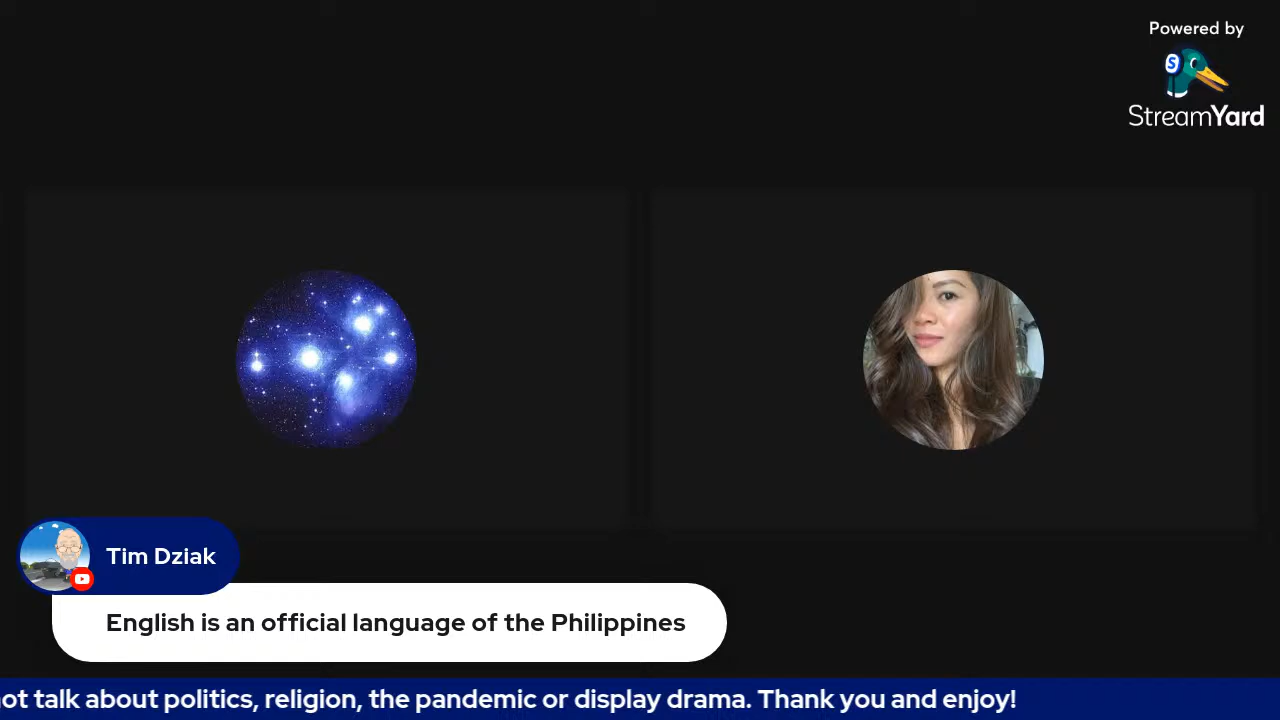 Powered by
StreamYard
Tim Dziak
English is an official language of the Philippines
talk about politics, religion, the pandemic or display drama. Thank you and enjoy!